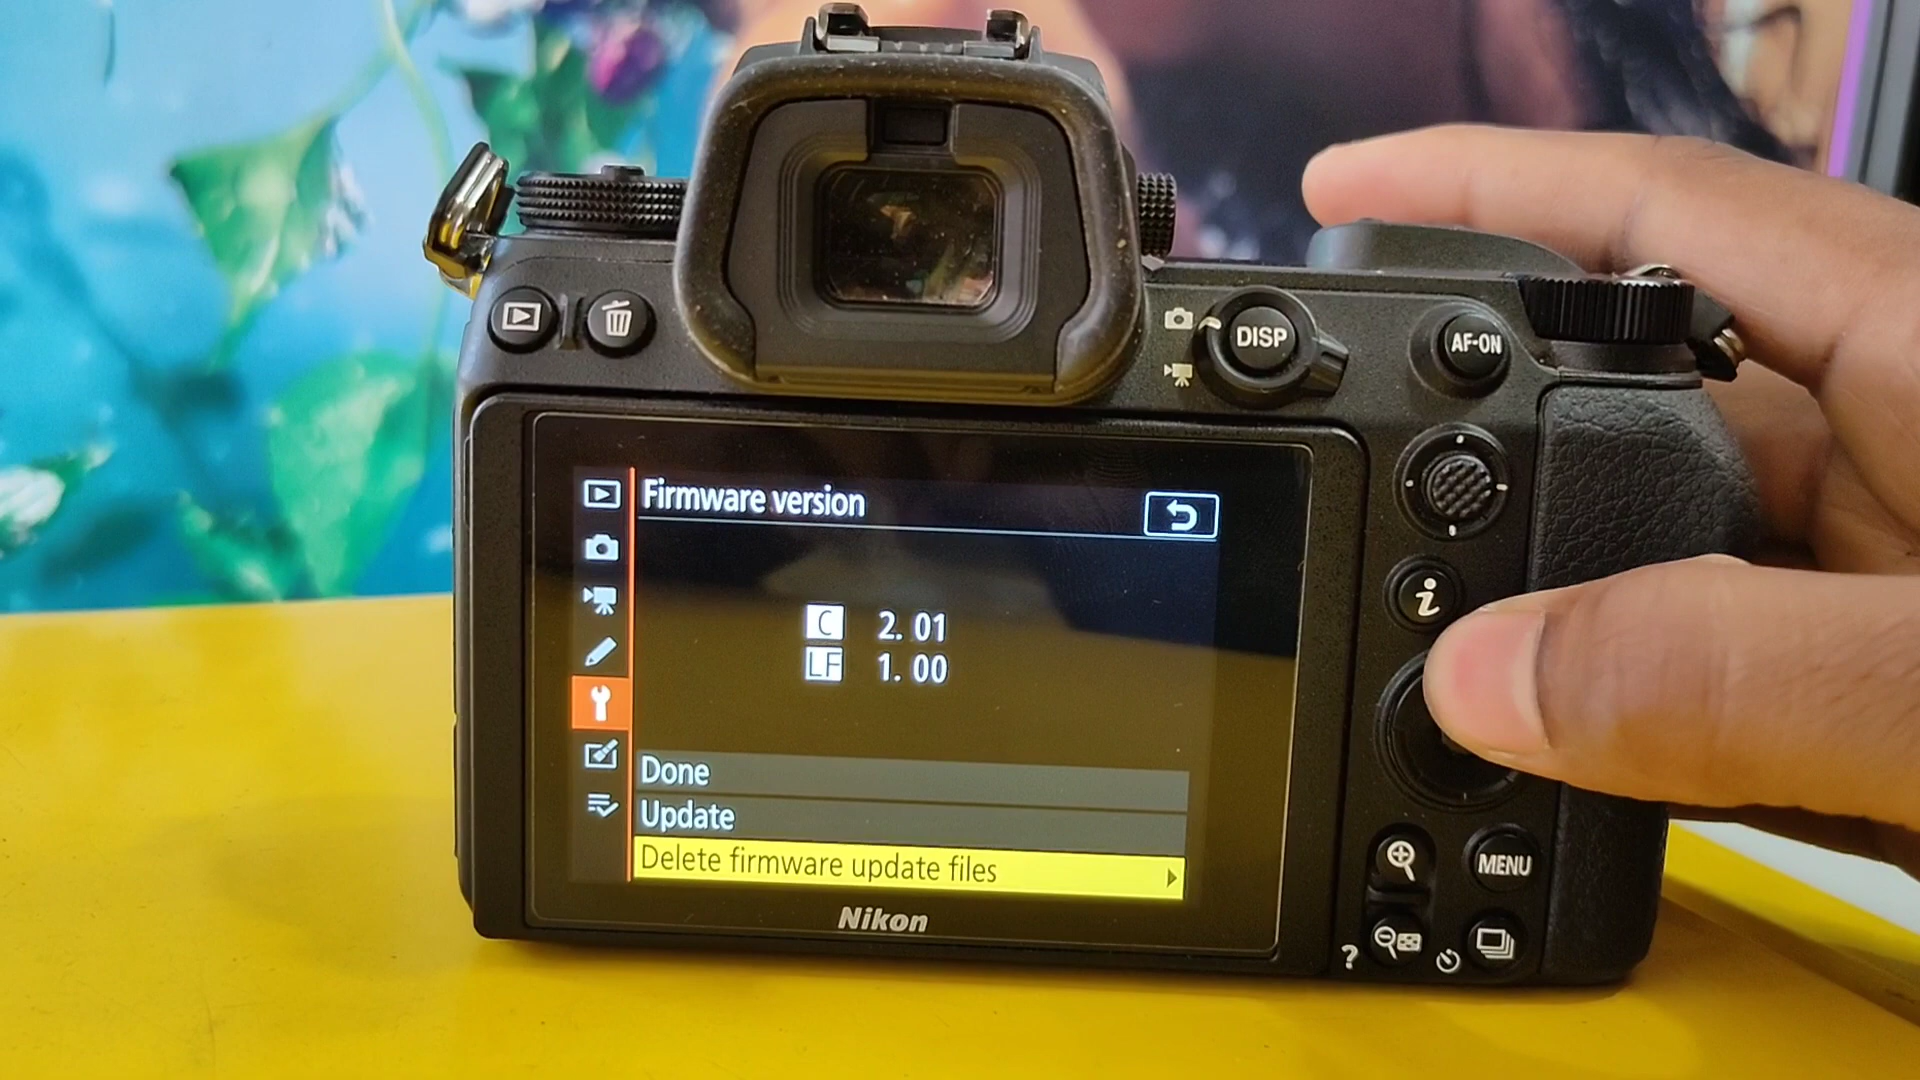 DISP
AF-ON
Firmware version
C 2.01
LF 1.00
i
Done
Update
Delete firmware update files
MENU
Nikon
?